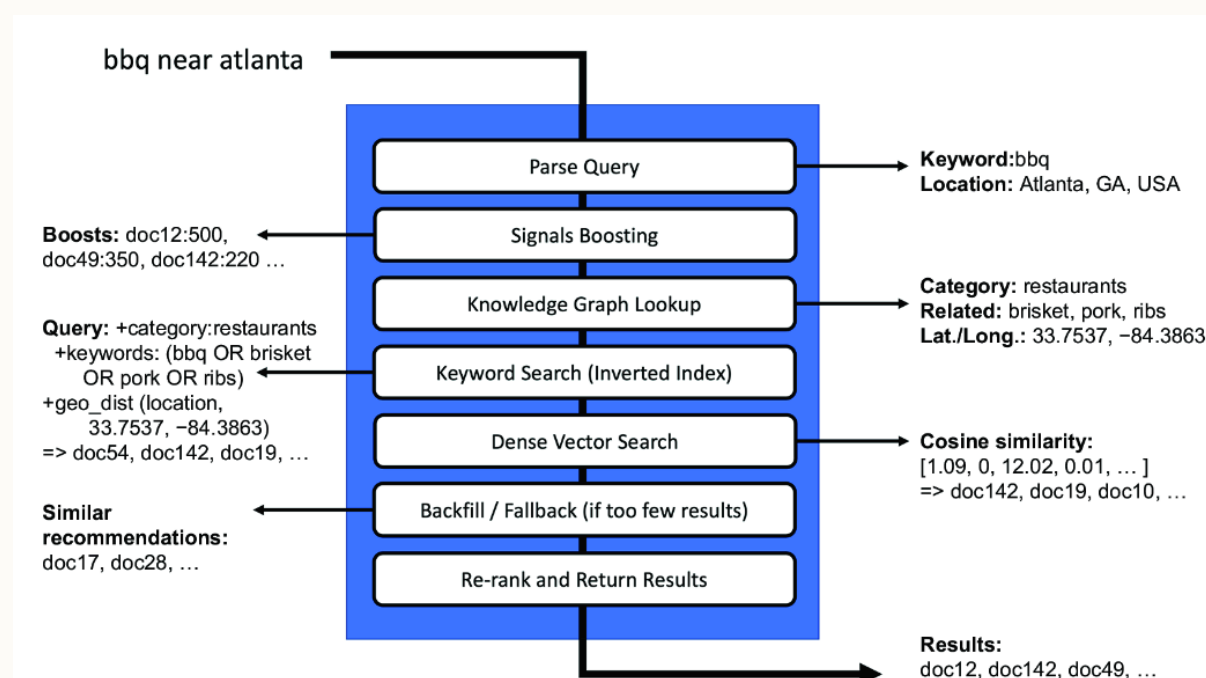 bbq near atlanta
Parse Query
Keyword:bbq
Location: Atlanta, GA, USA
Boosts: doc12:500,
doc49:350, doc142:220 …
Signals Boosting
Knowledge Graph Lookup
Category: restaurants
Related: brisket, pork, ribs
Lat./Long.: 33.7537, −84.3863
Query: +category:restaurants
+keywords: (bbq OR brisket
OR pork OR ribs)
+geo_dist (location,
33.7537, −84.3863)
=> doc54, doc142, doc19, …
Keyword Search (Inverted Index)
Dense Vector Search
Cosine similarity:
[1.09, 0, 12.02, 0.01, … ]
=> doc142, doc19, doc10, …
Similar
recommendations:
doc17, doc28, …
Backfill / Fallback (if too few results)
Re-rank and Return Results
Results:
doc12, doc142, doc49, …